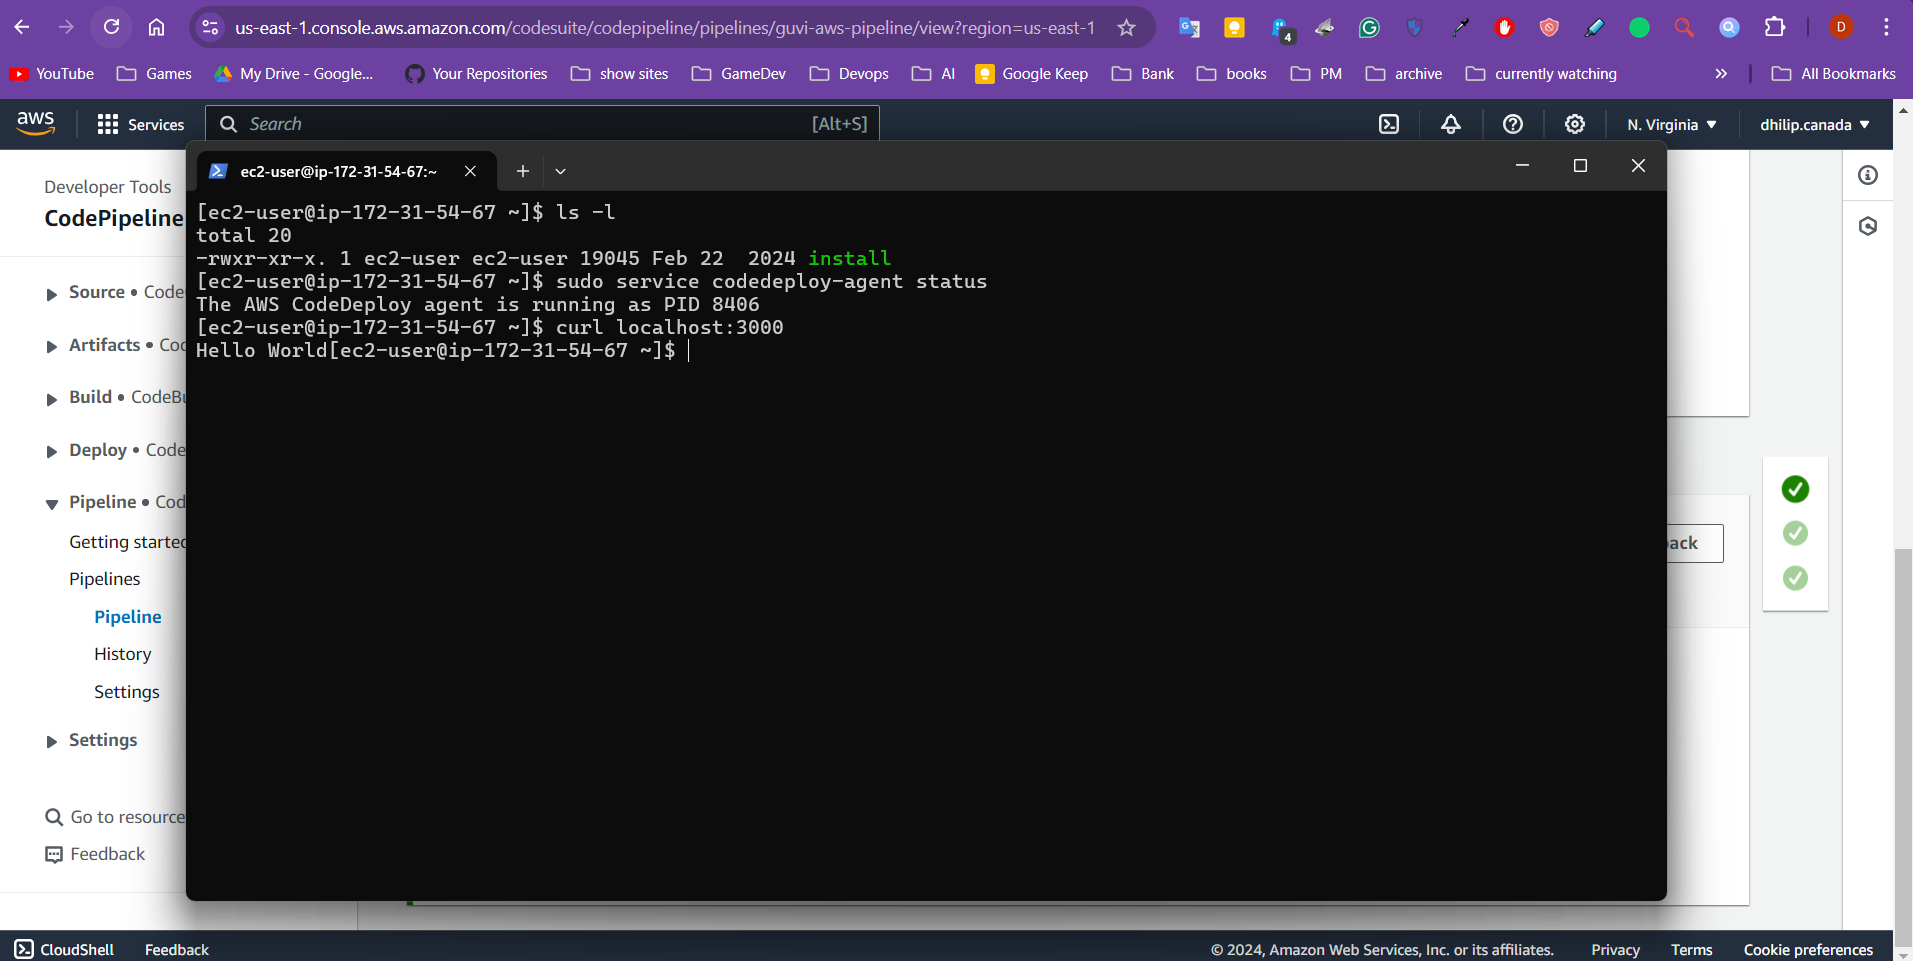 us-east-1.console.aws.amazon.com/codesuite/codepipeline/pipelines/guvi-aws-pipeline/view?region=us-east-1
4
D
YouTube
Games
My Drive - Google...
Your Repositories
show sites
GameDev
Devops
AI
Google Keep
Bank
books
PM
archive
currently watching
»
All Bookmarks
aws
Services
Search
[Alt+S]
N. Virginia
dhilip.canada
ec2-user@ip-172-31-54-67:~
[ec2-user@ip-172-31-54-67 ~]$ ls -l
total 20
-rwxr-xr-x. 1 ec2-user ec2-user 19045 Feb 22  2024 install
[ec2-user@ip-172-31-54-67 ~]$ sudo service codedeploy-agent status
The AWS CodeDeploy agent is running as PID 8406
[ec2-user@ip-172-31-54-67 ~]$ curl localhost:3000
Hello World[ec2-user@ip-172-31-54-67 ~]$
Developer Tools
CodePipeline
Source • Code
Artifacts • Co
Build • CodeBu
Deploy • Code
Pipeline • Cod
Getting started
Pipelines
Pipeline
History
Settings
Settings
Go to resource
Feedback
ack
CloudShell
Feedback
© 2024, Amazon Web Services, Inc. or its affiliates.
Privacy
Terms
Cookie preferences